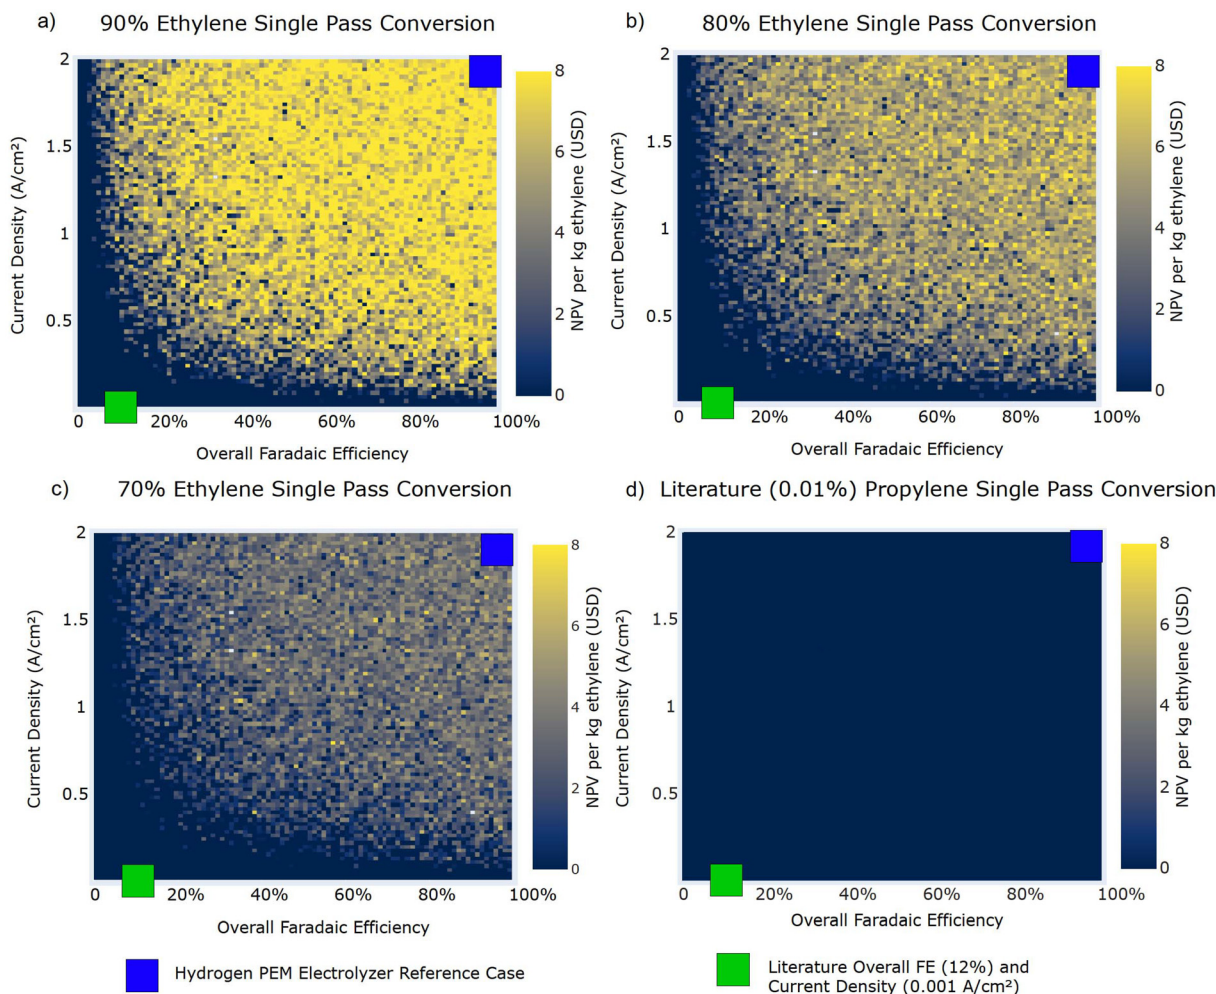 a) 90% Ethylene Single Pass Conversion
2
1.5
1
0.5
Current Density (A/cm²)
0 20% 40% 60% 80% 100%
Overall Faradaic Efficiency
8
6
4
2
0
NPV per kg ethylene (USD)
b) 80% Ethylene Single Pass Conversion
2
1.5
1
0.5
Current Density (A/cm²)
0 20% 40% 60% 80% 100%
Overall Faradaic Efficiency
8
6
4
2
0
NPV per kg ethylene (USD)
c) 70% Ethylene Single Pass Conversion
2
1.5
1
0.5
Current Density (A/cm²)
0 20% 40% 60% 80% 100%
Overall Faradaic Efficiency
8
6
4
2
0
NPV per kg ethylene (USD)
d) Literature (0.01%) Propylene Single Pass Conversion
2
1.5
1
0.5
Current Density (A/cm²)
0 20% 40% 60% 80% 100%
Overall Faradaic Efficiency
8
6
4
2
0
NPV per kg ethylene (USD)
Hydrogen PEM Electrolyzer Reference Case
Literature Overall FE (12%) and
Current Density (0.001 A/cm²)